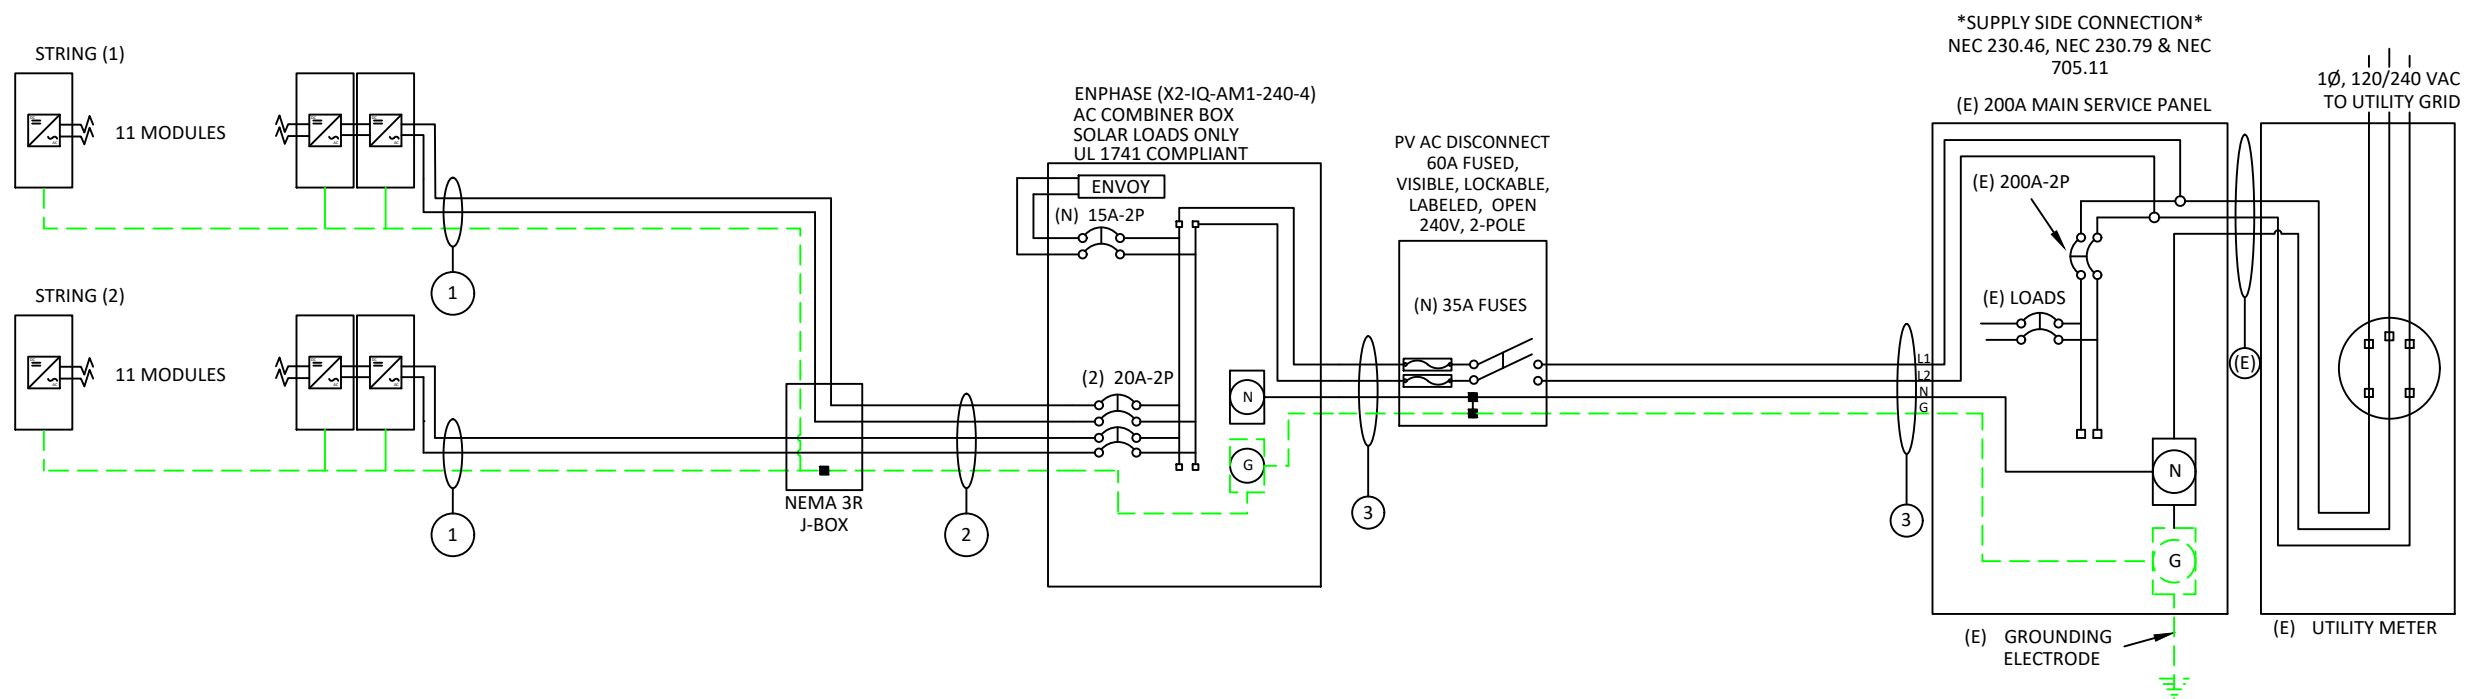 STRING (1)
11 MODULES
1
STRING (2)
11 MODULES
1
NEMA 3R
J-BOX
2
ENPHASE (X2-IQ-AM1-240-4)
AC COMBINER BOX
SOLAR LOADS ONLY
UL 1741 COMPLIANT
ENVOY
(N) 15A-2P
(2) 20A-2P
N
G
3
PV AC DISCONNECT
60A FUSED,
VISIBLE, LOCKABLE,
LABELED, OPEN
240V, 2-POLE
(N) 35A FUSES
L1
L2
N
G
3
*SUPPLY SIDE CONNECTION*
NEC 230.46, NEC 230.79 & NEC
705.11
(E) 200A MAIN SERVICE PANEL
(E) 200A-2P
(E) LOADS
N
G
(E) GROUNDING
ELECTRODE
(E)
1Ø, 120/240 VAC
TO UTILITY GRID
(E) UTILITY METER